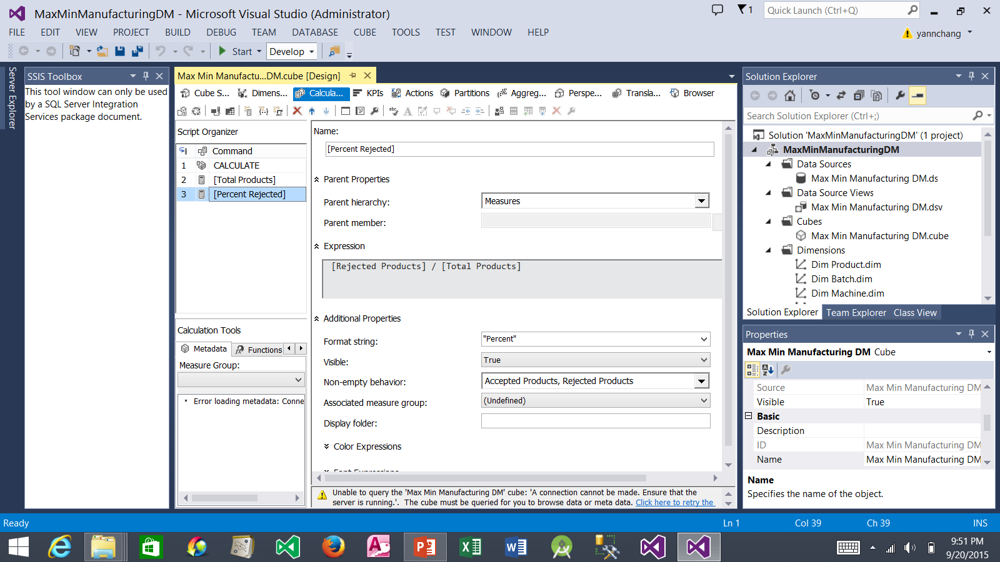 MaxMinManufacturingDM - Microsoft Visual Studio (Administrator)
1
Quick Launch (Ctrl+Q)
FILE EDIT VIEW PROJECT BUILD DEBUG TEAM DATABASE CUBE TOOLS TEST WINDOW HELP
yannchang
Start
Develop
Server Explorer
SSIS Toolbox
This tool window can only be used
by a SQL Server Integration
Services package document.
Max Min Manufactu...DM.cube [Design]
Cube S... Dimens... Calcula... KPIs Actions Partitions Aggreg... Perspe... Transla... Browser
Script Organizer
Command
1 CALCULATE
2 [Total Products]
3 [Percent Rejected]
Calculation Tools
Metadata Functions
Measure Group:
Error loading metadata: Conne
Name:
[Percent Rejected]
Parent Properties
Parent hierarchy: Measures
Parent member:
Expression
[Rejected Products] / [Total Products]
Additional Properties
Format string: "Percent"
Visible: True
Non-empty behavior: Accepted Products, Rejected Products
Associated measure group: (Undefined)
Display folder:
Color Expressions
Unable to query the 'Max Min Manufacturing DM' cube: 'A connection cannot be made. Ensure that the
server is running.'. The cube must be queried for you to browse data or meta data. Click here to retry the
Solution Explorer
Search Solution Explorer (Ctrl+;)
Solution 'MaxMinManufacturingDM' (1 project)
MaxMinManufacturingDM
Data Sources
Max Min Manufacturing DM.ds
Data Source Views
Max Min Manufacturing DM.dsv
Cubes
Max Min Manufacturing DM.cube
Dimensions
Dim Product.dim
Dim Batch.dim
Dim Machine.dim
Solution Explorer Team Explorer Class View
Properties
Max Min Manufacturing DM Cube
Source Max Min Manufacturing DM
Visible True
Basic
Description
ID Max Min Manufacturing DM
Name Max Min Manufacturing DM
Name
Specifies the name of the object.
Ready
Ln 1 Col 39 Ch 39 INS
9:51 PM
9/20/2015